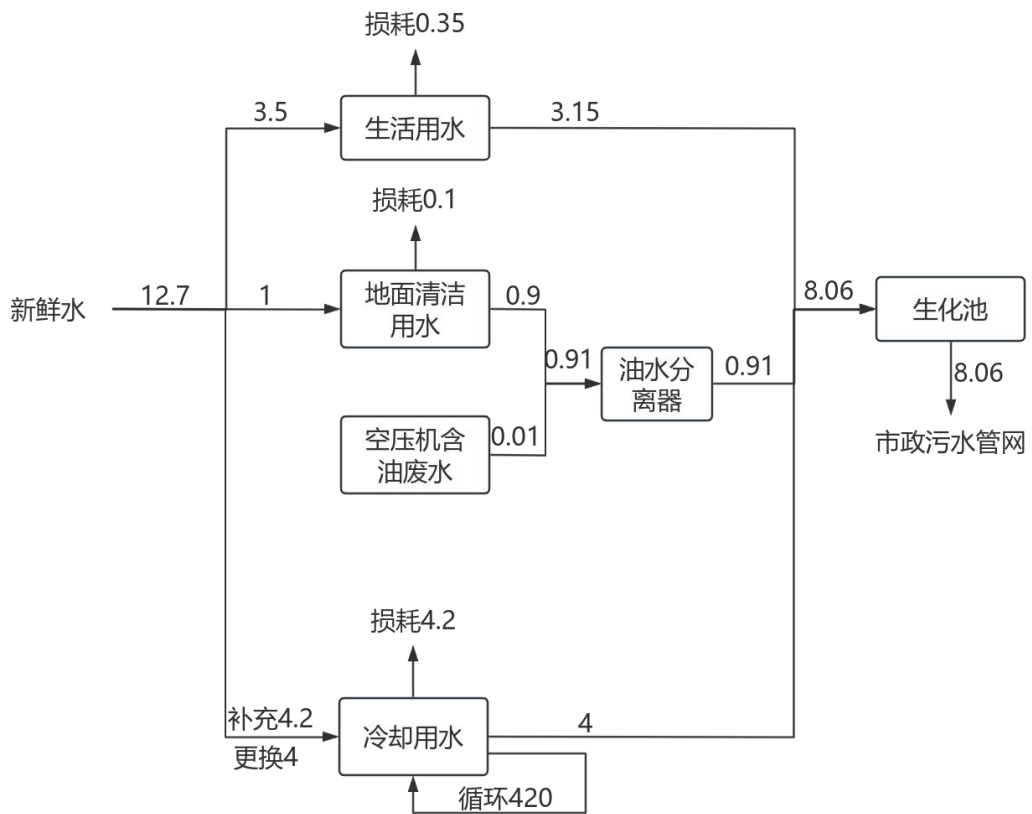 损耗0.35
3.5
生活用水
3.15
损耗0.1
新鲜水
12.7
1
地面清洁
用水
0.9
8.06
生化池
0.91
油水分
离器
0.91
8.06
空压机含
油废水
0.01
市政污水管网
损耗4.2
补充4.2
更换4
冷却用水
4
循环420